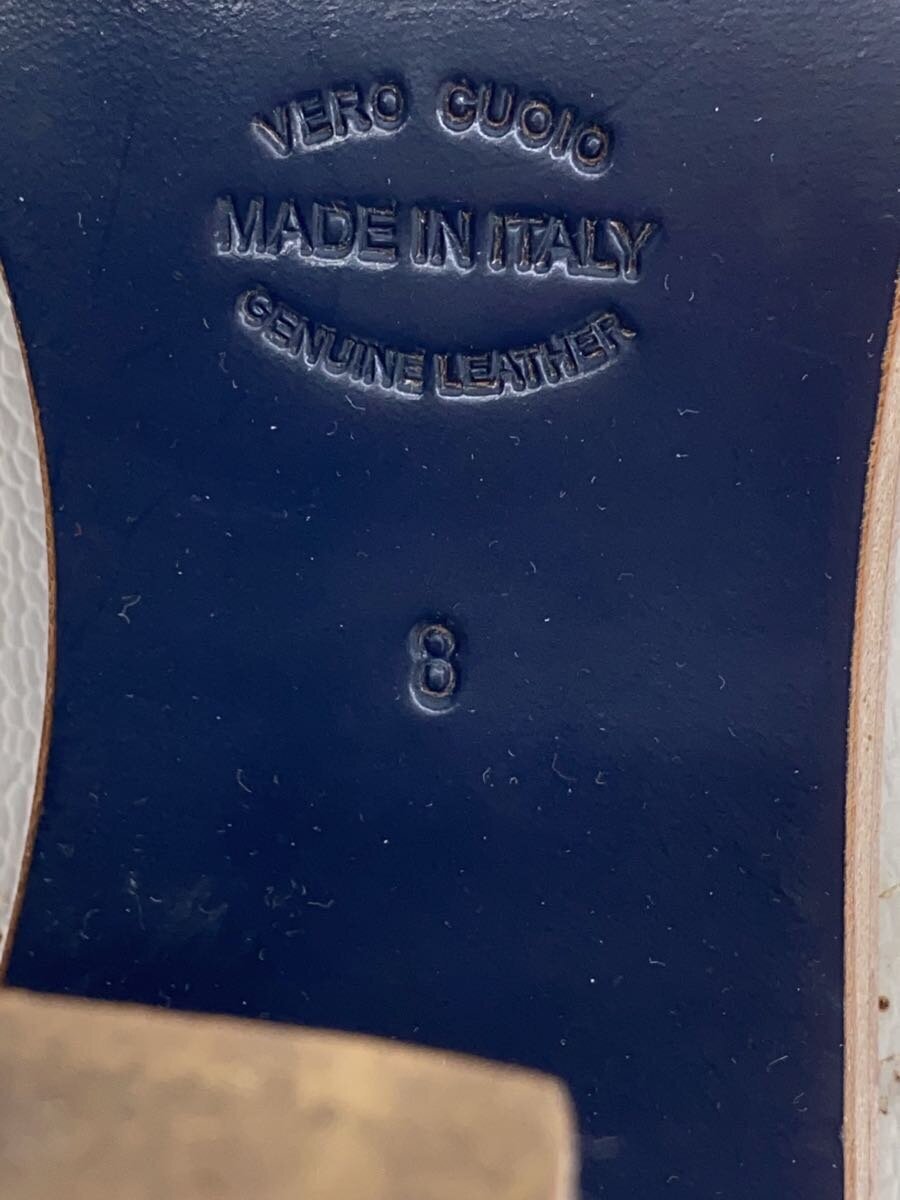 VERO CUOIO
MADE IN ITALY
GENUINE LEATHER
8